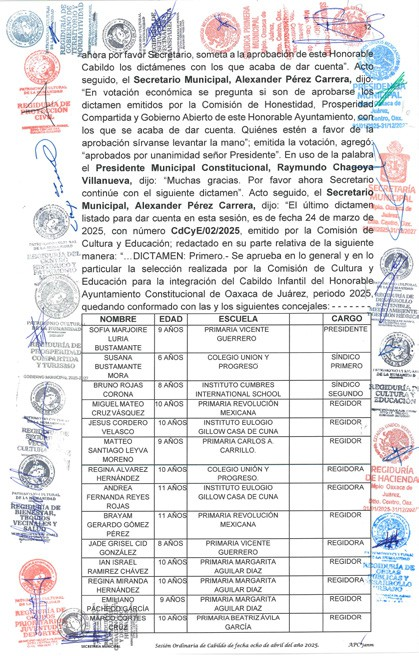 ahora por favor Secretario, someta a la aprobación de este Honorable
Cabildo los dictámenes con los que acaba de dar cuenta". Acto
seguido, el Secretario Municipal, Alexander Pérez Carrera, dijo:
"En votación económica se pregunta si son de aprobarse los
dictamen emitidos por la Comisión de Honestidad, Prosperidad
Compartida y Gobierno Abierto de este Honorable Ayuntamiento, con
los que se acaba de dar cuenta. Quiénes estén a favor de la
aprobación sírvanse levantar la mano"; emitida la votación, agregó
"aprobados por unanimidad señor Presidente". En uso de la palabra
el Presidente Municipal Constitucional, Raymundo Chagoya
Villanueva, dijo: "Muchas gracias. Por favor ahora Secretario
continúe con el siguiente dictamen". Acto seguido, el Secretario
Municipal, Alexander Pérez Carrera, dijo: "El último dictamen
listado para dar cuenta en esta sesión, es de fecha 24 de marzo de
2025, con número CdCyE/02/2025, emitido por la Comisión de
Cultura y Educación; redactado en su parte relativa de la siguiente
manera: "…DICTAMEN: Primero.- Se aprueba en lo general y en lo
particular la selección realizada por la Comisión de Cultura y
Educación para la integración del Cabildo Infantil del Honorable
Ayuntamiento Constitucional de Oaxaca de Juárez, periodo 2025,
quedando conformado con las y los siguientes concejales: - - - - - - -
NOMBRE EDAD ESCUELA CARGO
SOFIA MARJOIRE LURIA BUSTAMANTE 9 AÑOS PRIMARIA VICENTE GUERRERO PRESIDENTE
SUSANA BUSTAMANTE MORA 6 AÑOS COLEGIO UNION Y PROGRESO SÍNDICO PRIMERO
BRUNO ROJAS CORONA 8 AÑOS INSTITUTO CUMBRES INTERNATIONAL SCHOOL SÍNDICO SEGUNDO
MIGUEL MATEO CRUZ VÁSQUEZ 10 AÑOS PRIMARIA REVOLUCIÓN MEXICANA REGIDOR
JESUS CORDERO VELASCO 10 AÑOS INSTITUTO EULOGIO GILLOW CASA DE CUNA REGIDOR
MATTEO SANTIAGO LEYVA MORENO 9 AÑOS PRIMARIA CARLOS A. CARRILLO. REGIDOR
REGINA ALVAREZ HERNÁNDEZ 10 AÑOS COLEGIO UNIÓN Y PROGRESO. REGIDORA
ANDREA FERNANDA REYES ROJAS 11 AÑOS INSTITUTO EULOGIO GILLOW CASA DE CUNA REGIDORA
BRAYAM GERARDO GÓMEZ PÉREZ 11 AÑOS PRIMARIA REVOLUCIÓN MEXICANA REGIDOR
JADE GRISEL CID GONZÁLEZ 8 AÑOS PRIMARIA VICENTE GUERRERO REGIDORA
IAN ISRAEL RAMIREZ CHÁVEZ 10 AÑOS PRIMARIA MARGARITA AGUILAR DIAZ REGIDOR
REGINA MIRANDA HERNÁNDEZ 10 AÑOS PRIMARIA MARGARITA AGUILAR DIAZ REGIDORA
EMILIANO PACHECO GARCÍA 10 AÑOS PRIMARIA MARGARITA AGUILAR DIAZ REGIDOR
MARCO CORTES CRUZ 10 AÑOS PRIMARIA BEATRIZ ÁVILA GARCÍA REGIDOR
Sesión Ordinaria de Cabildo de fecha ocho de abril del año 2025.
REGIDURÍA DE PROTECCIÓN CIVIL
SECRETARÍA MUNICIPAL
REGIDURÍA DE PROSPERIDAD COMPARTIDA Y TURISMO
REGIDURÍA DE CULTURA Y EDUCACIÓN
REGIDURÍA DE HACIENDA
REGIDURÍA DE BIENESTAR, TEQUIOS VECINALES Y SALUD